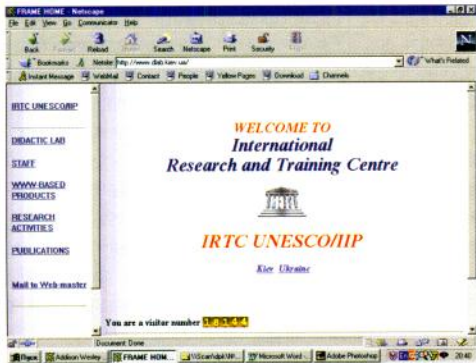 FRAME HOME - Netscape
File Edit View Go Communicator Help
Back Forward Reload Home Search Netscape Print Security
Bookmarks Netsite: http://www.dlab.kiev.ua/ What's Related
Instant Message WebMail Contact People Yellow Pages Download Channels
IRTC UNESCO/IIP
DIDACTIC LAB
STAFF
WWW-BASED
PRODUCTS
RESEARCH
ACTIVITIES
PUBLICATIONS
Mail to Web-master
WELCOME TO
International
Research and Training Centre
IRTC UNESCO/IIP
Kiev Ukraine
You are a visitor number
Document: Done
Addison Wesley FRAME HOM... Microsoft Word - Adobe Photoshop 20:43